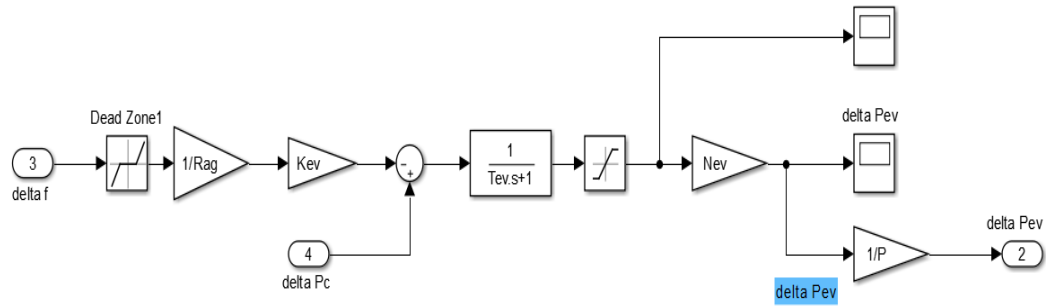 delta Pev
Dead Zone1
3
delta f
1/Rag
Kev
−
+
1
Tev.s+1
Nev
delta Pev
4
delta Pc
1/P
2
delta Pev